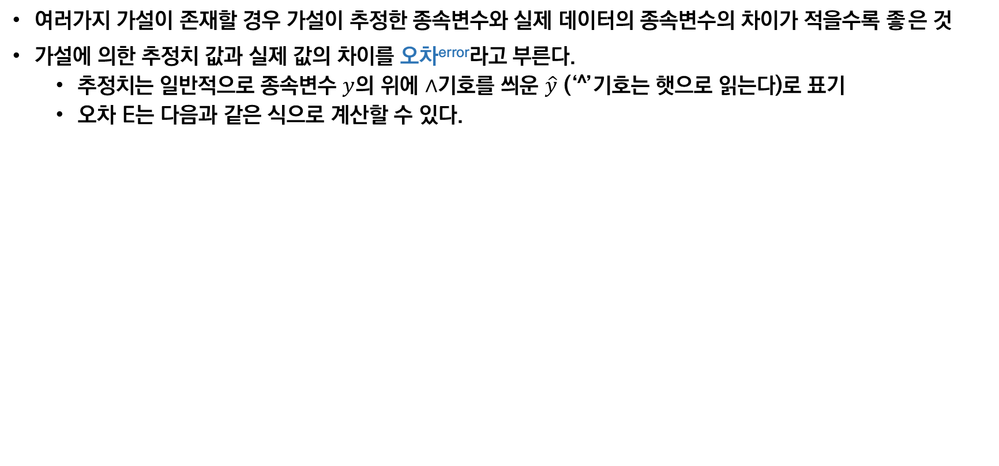 • 여러가지 가설이 존재할 경우 가설이 추정한 종속변수와 실제 데이터의 종속변수의 차이가 적을수록 좋은 것
• 가설에 의한 추정치 값과 실제 값의 차이를 오차error라고 부른다.
• 추정치는 일반적으로 종속변수 y의 위에 ^기호를 씌운 ŷ (‘^’기호는 햇으로 읽는다)로 표기
• 오차 E는 다음과 같은 식으로 계산할 수 있다.